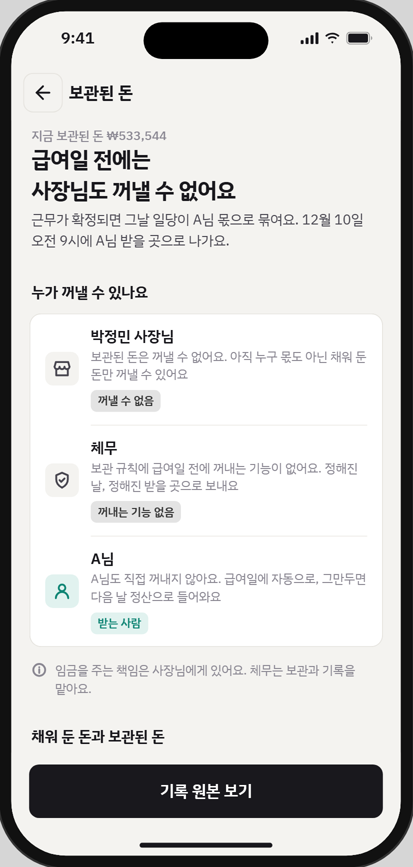 9:41
보관된 돈
지금 보관된 돈 ₩533,544
급여일 전에는
사장님도 꺼낼 수 없어요
근무가 확정되면 그날 일당이 A님 몫으로 묶여요. 12월 10일
오전 9시에 A님 받을 곳으로 나가요.
누가 꺼낼 수 있나요
박정민 사장님
보관된 돈은 꺼낼 수 없어요. 아직 누구 몫도 아닌 채워 둔
돈만 꺼낼 수 있어요
꺼낼 수 없음
체무
보관 규칙에 급여일 전에 꺼내는 기능이 없어요. 정해진
날, 정해진 받을 곳으로 보내요
꺼내는 기능 없음
A님
A님도 직접 꺼내지 않아요. 급여일에 자동으로, 그만두면
다음 날 정산으로 들어와요
받는 사람
임금을 주는 책임은 사장님에게 있어요. 체무는 보관과 기록을
맡아요.
채워 둔 돈과 보관된 돈
기록 원본 보기